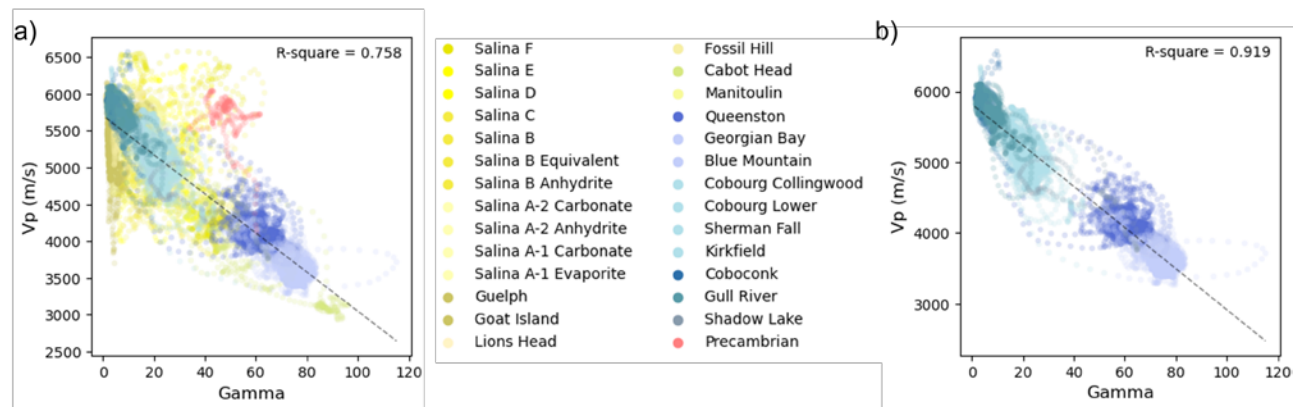 a)
R-square = 0.758
6500
6000
5500
5000
4500
4000
3500
3000
2500
Vp (m/s)
0 20 40 60 80 100 120
Gamma
Salina F
Salina E
Salina D
Salina C
Salina B
Salina B Equivalent
Salina B Anhydrite
Salina A-2 Carbonate
Salina A-2 Anhydrite
Salina A-1 Carbonate
Salina A-1 Evaporite
Guelph
Goat Island
Lions Head
Fossil Hill
Cabot Head
Manitoulin
Queenston
Georgian Bay
Blue Mountain
Cobourg Collingwood
Cobourg Lower
Sherman Fall
Kirkfield
Coboconk
Gull River
Shadow Lake
Precambrian
b)
R-square = 0.919
6000
5000
4000
3000
Vp (m/s)
0 20 40 60 80 100 120
Gamma